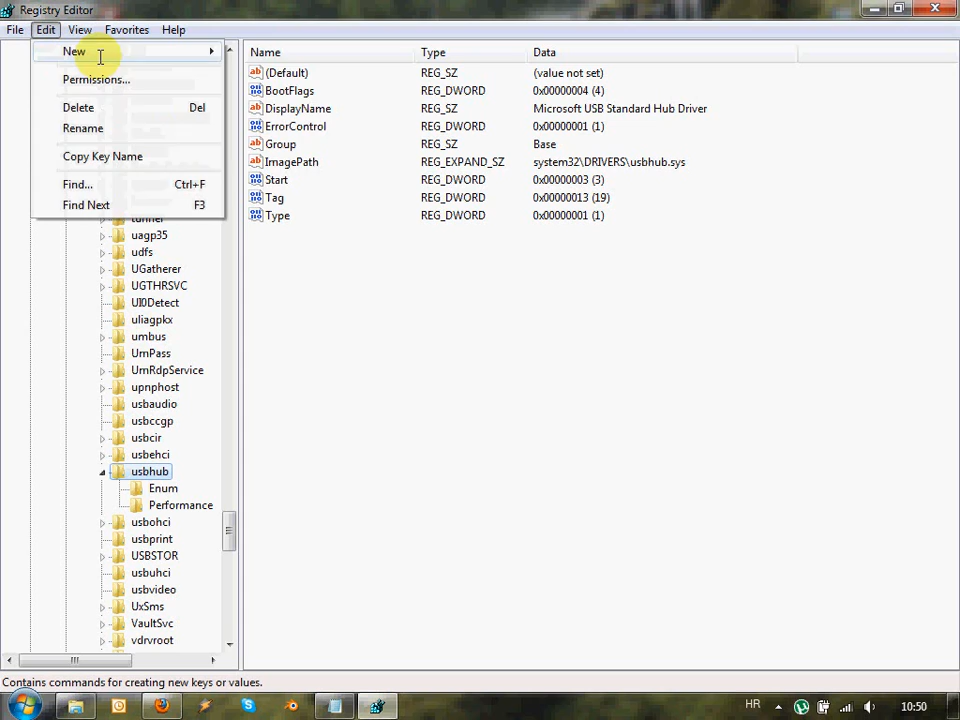 Registry Editor
File Edit View Favorites Help
New
Permissions...
Delete Del
Rename
Copy Key Name
Find... Ctrl+F
Find Next F3
tunnel
uagp35
udfs
UGatherer
UGTHRSVC
UI0Detect
uliagpkx
umbus
UmPass
UmRdpService
upnphost
usbaudio
usbccgp
usbcir
usbehci
usbhub
Enum
Performance
usbohci
usbprint
USBSTOR
usbuhci
usbvideo
UxSms
VaultSvc
vdrvroot
Name Type Data
(Default) REG_SZ (value not set)
BootFlags REG_DWORD 0x00000004 (4)
DisplayName REG_SZ Microsoft USB Standard Hub Driver
ErrorControl REG_DWORD 0x00000001 (1)
Group REG_SZ Base
ImagePath REG_EXPAND_SZ system32\DRIVERS\usbhub.sys
Start REG_DWORD 0x00000003 (3)
Tag REG_DWORD 0x00000013 (19)
Type REG_DWORD 0x00000001 (1)
Contains commands for creating new keys or values.
HR 10:50